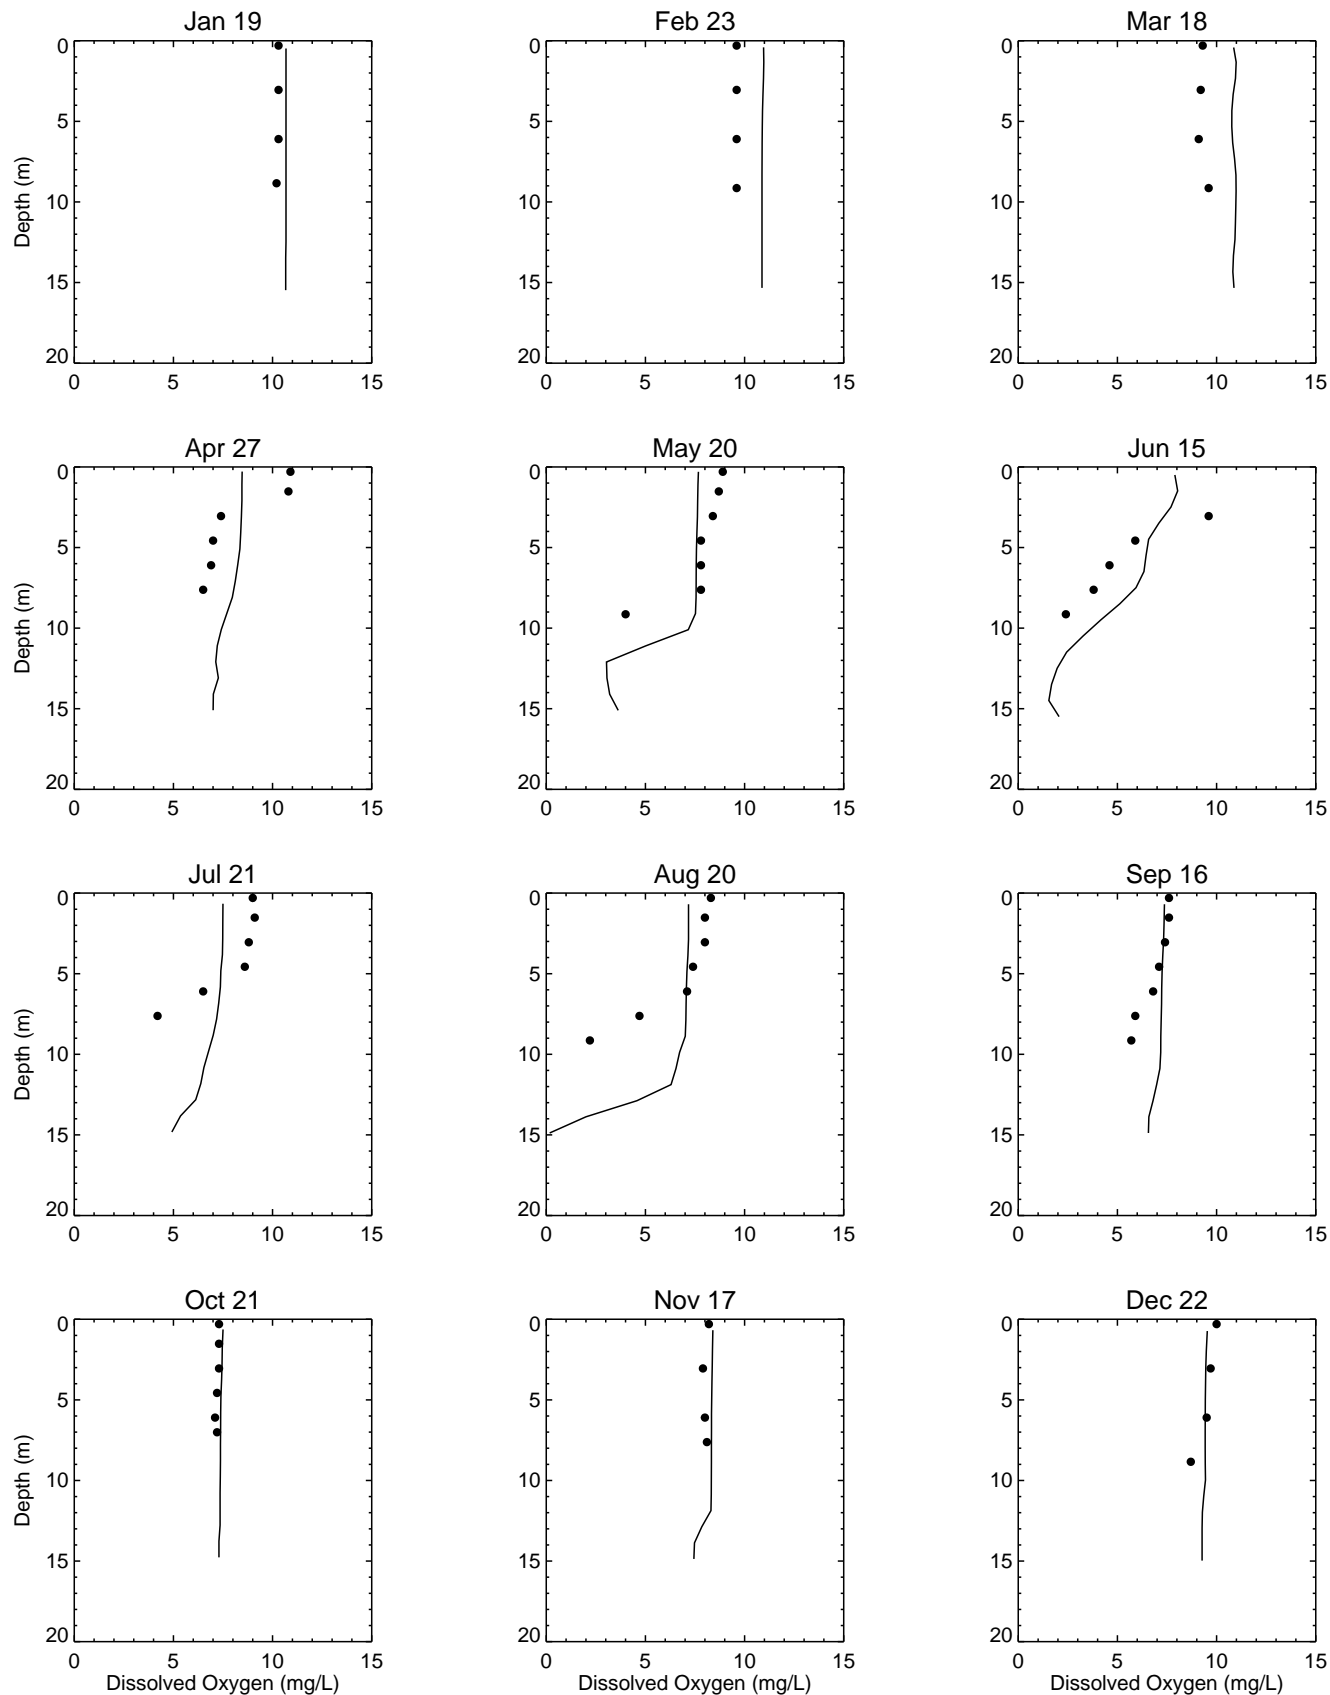 Jan 19 Feb 23 Mar 18
0 0 0
5 5 5
Depth (m)
10 10 10
15 15 15
20 20 20
0 5 10 15 0 5 10 15 0 5 10 15
Apr 27 May 20 Jun 15
0 0 0
5 5 5
Depth (m)
10 10 10
15 15 15
20 20 20
0 5 10 15 0 5 10 15 0 5 10 15
Jul 21 Aug 20 Sep 16
0 0 0
5 5 5
Depth (m)
10 10 10
15 15 15
20 20 20
0 5 10 15 0 5 10 15 0 5 10 15
Oct 21 Nov 17 Dec 22
0 0 0
5 5 5
Depth (m)
10 10 10
15 15 15
20 20 20
0 5 10 15 0 5 10 15 0 5 10 15
Dissolved Oxygen (mg/L) Dissolved Oxygen (mg/L) Dissolved Oxygen (mg/L)